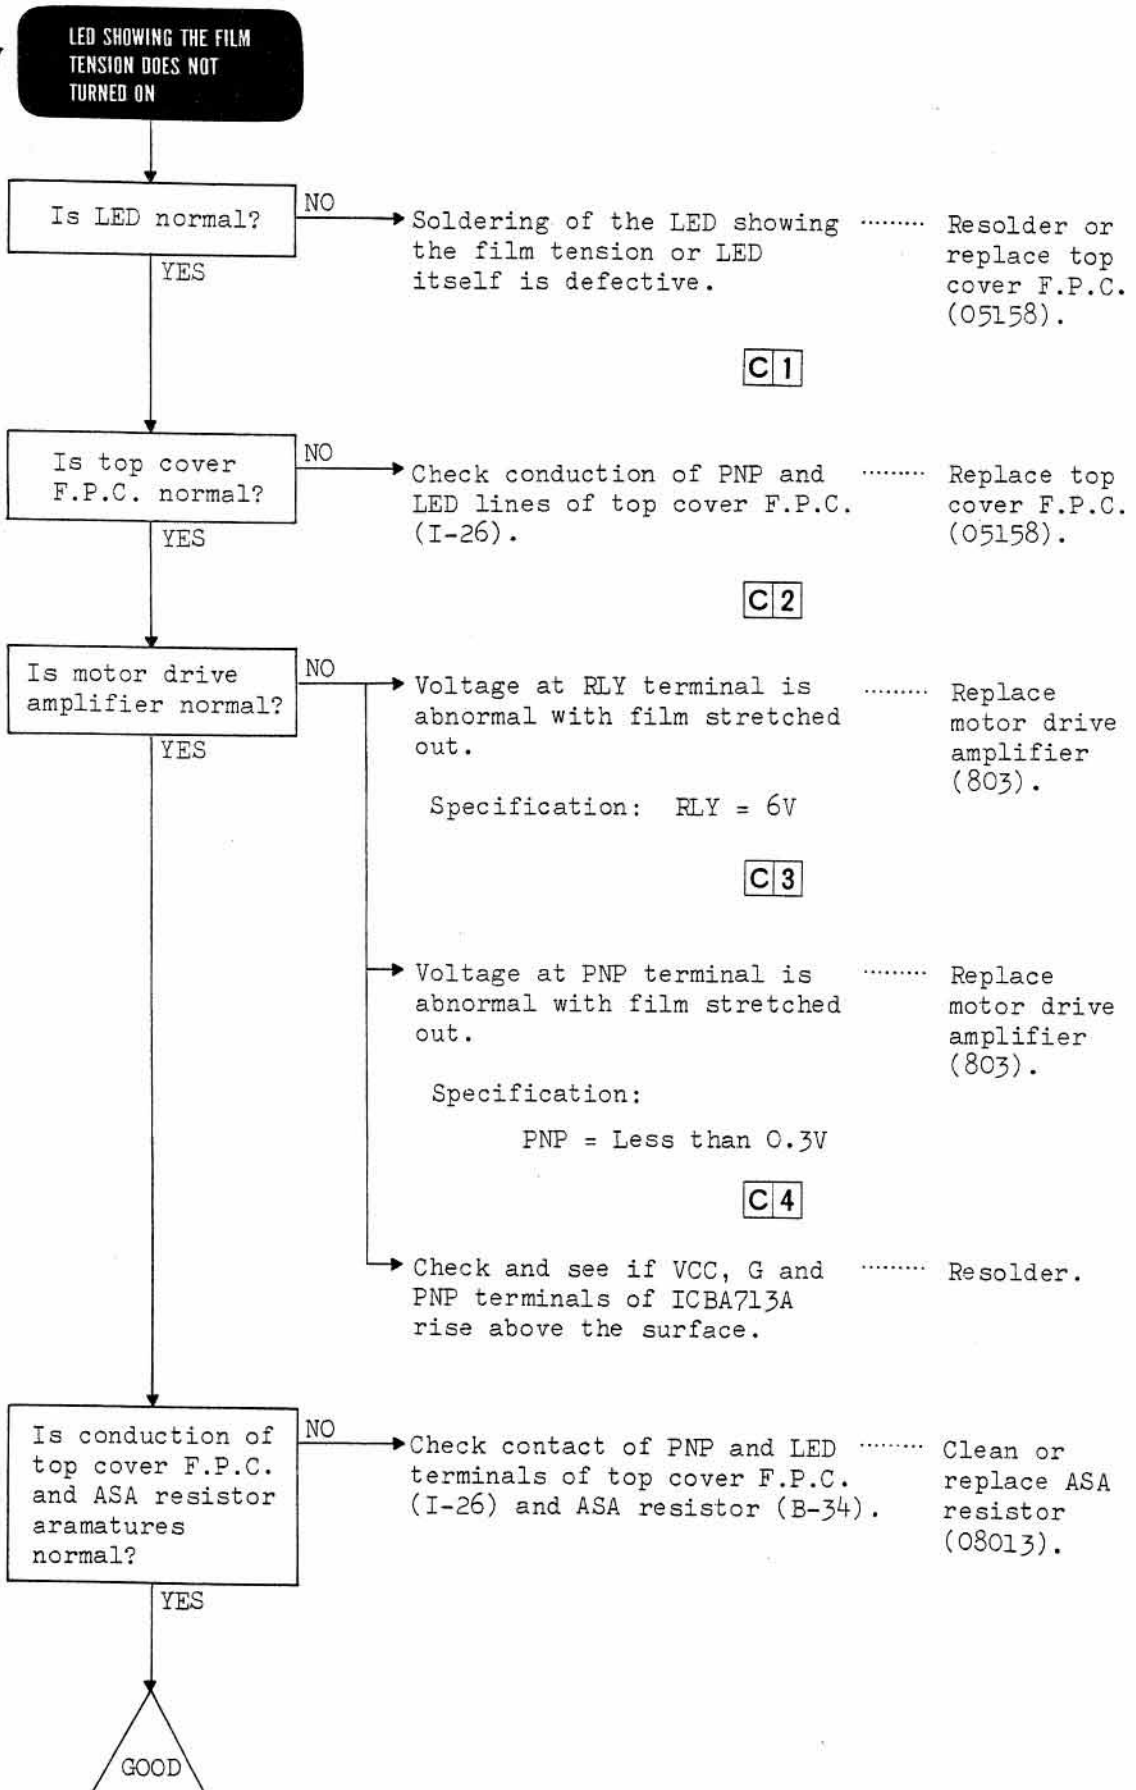 LED SHOWING THE FILM
TENSION DOES NOT
TURNED ON
Is LED normal?
NO
YES
Soldering of the LED showing ········ Resolder or
the film tension or LED replace top
itself is defective. cover F.P.C.
(05158).
C 1
Is top cover
F.P.C. normal?
NO
YES
Check conduction of PNP and ········ Replace top
LED lines of top cover F.P.C. cover F.P.C.
(I-26). (05158).
C 2
Is motor drive
amplifier normal?
NO
YES
Voltage at RLY terminal is ········ Replace
abnormal with film stretched motor drive
out. amplifier
(803).
Specification: RLY = 6V
C 3
Voltage at PNP terminal is ········ Replace
abnormal with film stretched motor drive
out. amplifier
(803).
Specification:
PNP = Less than 0.3V
C 4
Check and see if VCC, G and ········ Resolder.
PNP terminals of ICBA713A
rise above the surface.
Is conduction of
top cover F.P.C.
and ASA resistor
aramatures
normal?
NO
YES
Check contact of PNP and LED ········ Clean or
terminals of top cover F.P.C. replace ASA
(I-26) and ASA resistor (B-34). resistor
(08013).
GOOD